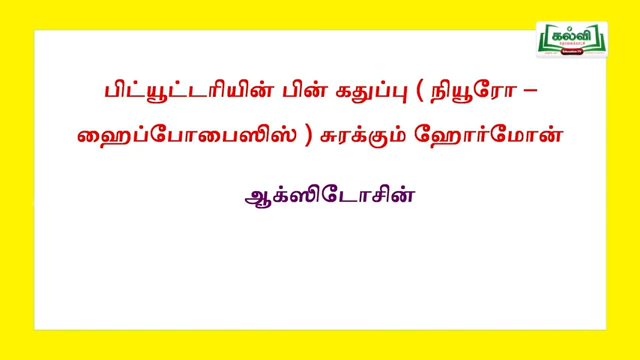 கல்வி
பிட்யூட்டரியின் பின் கதுப்பு ( நியூரோ –
ஹைப்போபைஸிஸ் ) சுரக்கும் ஹோர்மோன்
ஆக்ஸிடோசின்